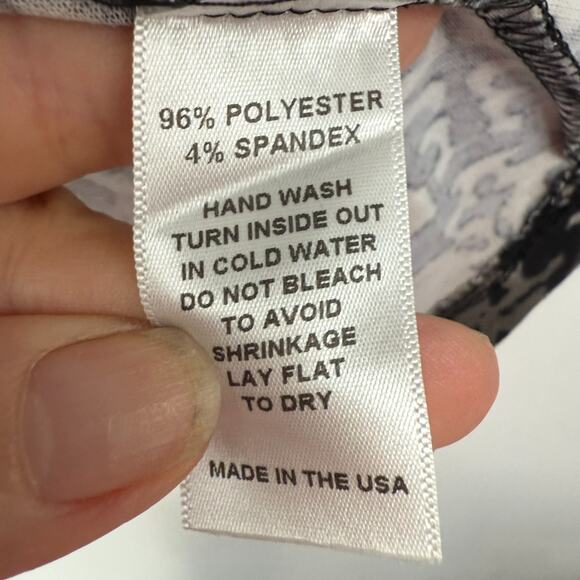 96% POLYESTER
4% SPANDEX
HAND WASH
TURN INSIDE OUT
IN COLD WATER
DO NOT BLEACH
TO AVOID
SHRINKAGE
LAY FLAT
TO DRY
MADE IN THE USA